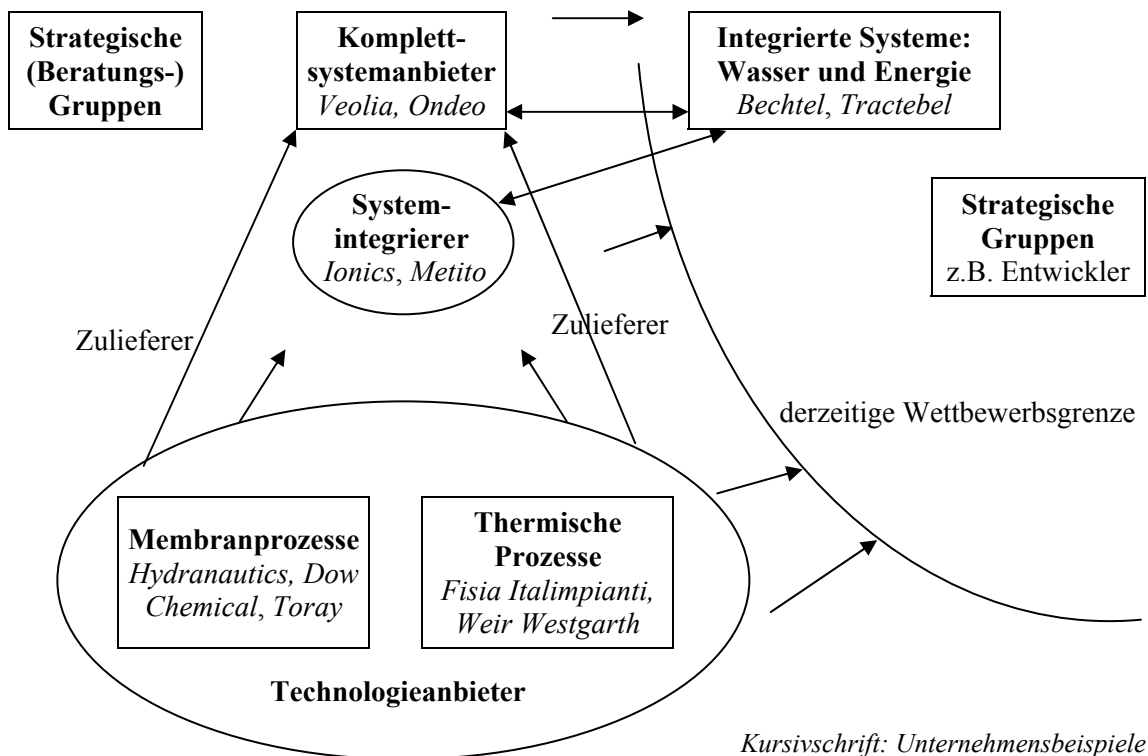 Strategische
(Beratungs-)
Gruppen
Komplett-
systemanbieter
Veolia, Ondeo
Integrierte Systeme:
Wasser und Energie
Bechtel, Tractebel
System-
integrierer
Ionics, Metito
Strategische
Gruppen
z.B. Entwickler
Zulieferer
Zulieferer
derzeitige Wettbewerbsgrenze
Membranprozesse
Hydranautics, Dow
Chemical, Toray
Thermische
Prozesse
Fisia Italimpianti,
Weir Westgarth
Technologieanbieter
Kursivschrift: Unternehmensbeispiele